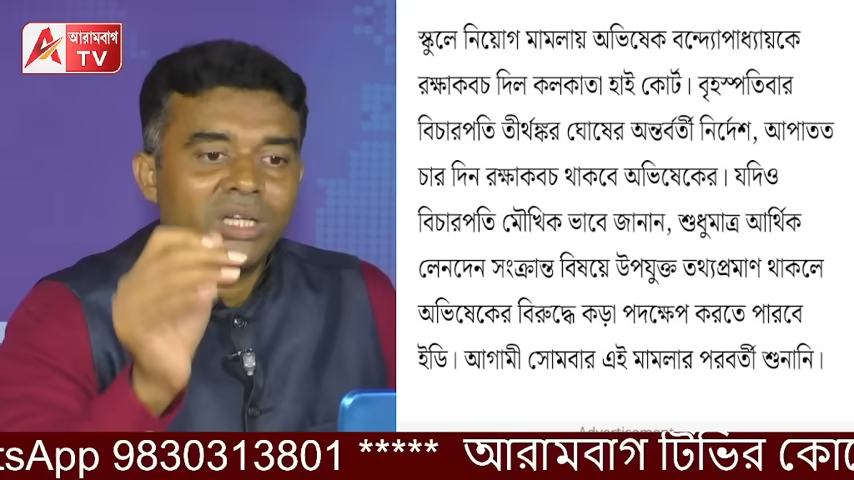 আরামবাগ
TV
স্কুলে নিয়োগ মামলায় অভিষেক বন্দ্যোপাধ্যায়কে
রক্ষাকবচ দিল কলকাতা হাই কোর্ট। বৃহস্পতিবার
বিচারপতি তীর্থঙ্কর ঘোষের অন্তর্বর্তী নির্দেশ, আপাতত
চার দিন রক্ষাকবচ থাকবে অভিষেকের। যদিও
বিচারপতি মৌখিক ভাবে জানান, শুধুমাত্র আর্থিক
লেনদেন সংক্রান্ত বিষয়ে উপযুক্ত তথ্যপ্রমাণ থাকলে
অভিষেকের বিরুদ্ধে কড়া পদক্ষেপ করতে পারবে
ইডি। আগামী সোমবার এই মামলার পরবর্তী শুনানি।
tsApp 9830313801 ***** আরামবাগ টিভির